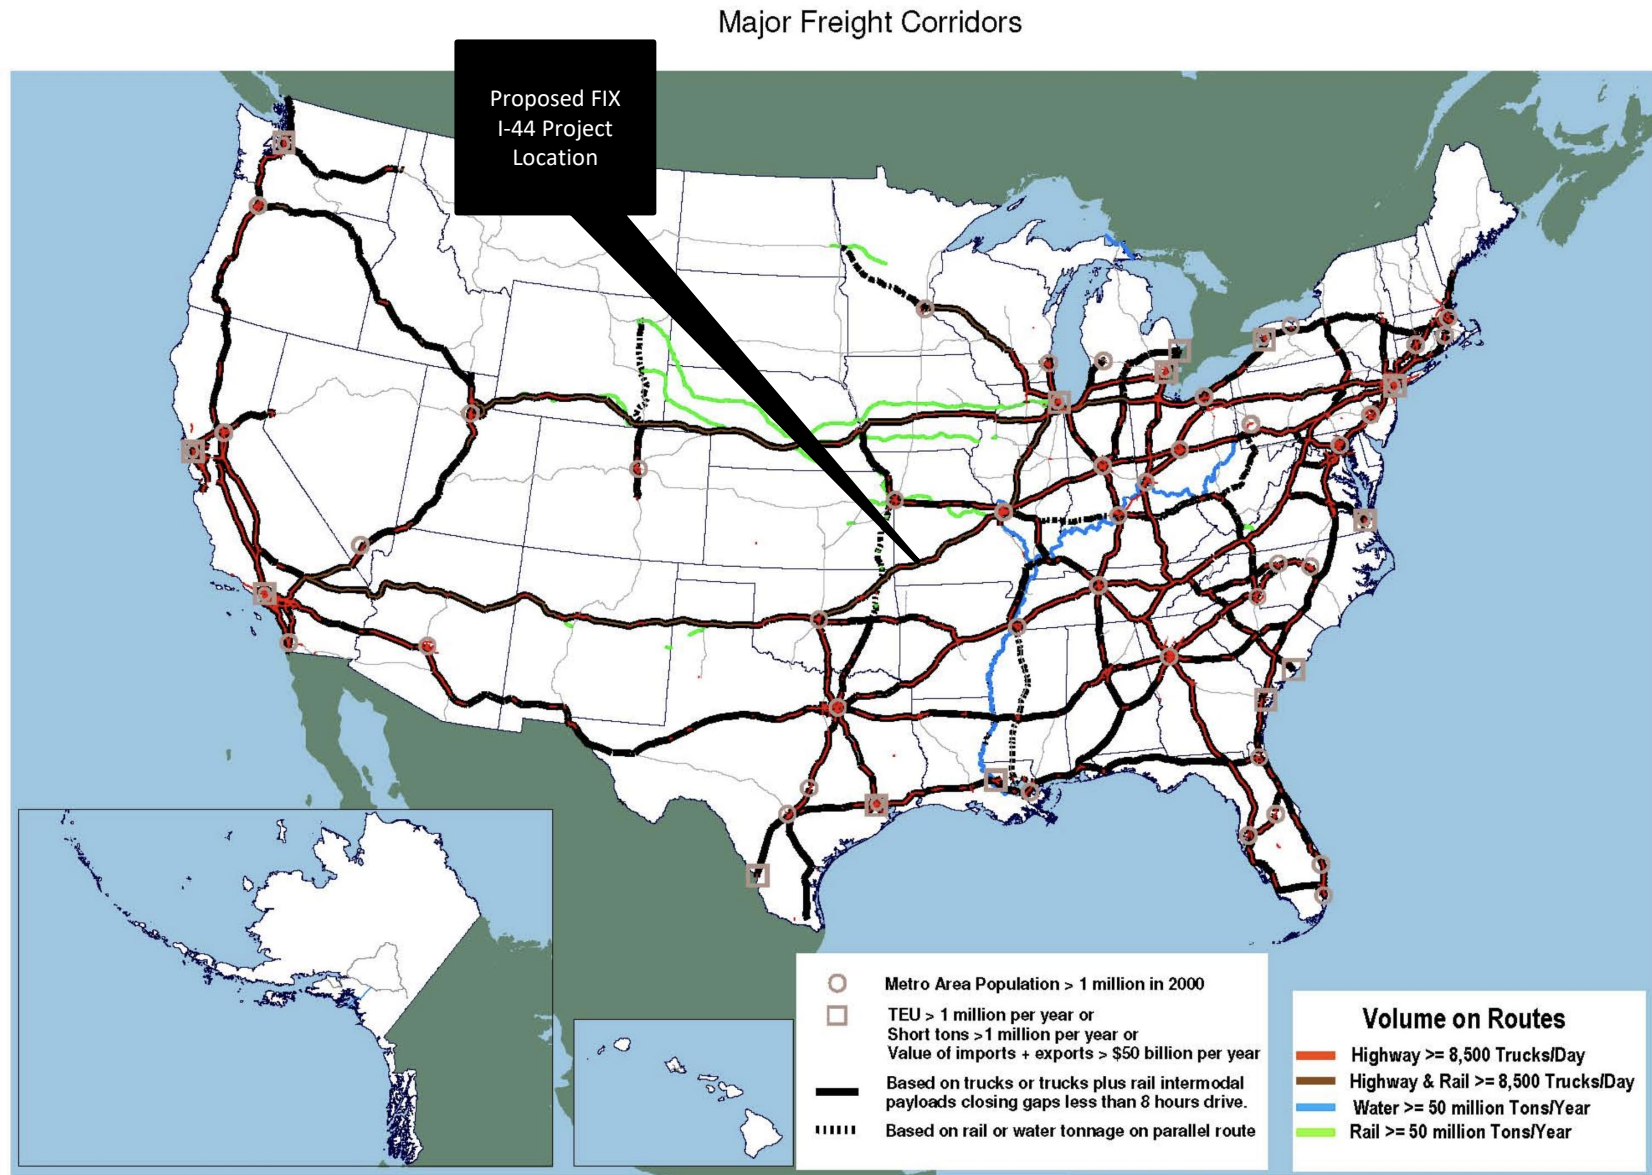 Major Freight Corridors
Proposed FIX
I-44 Project
Location
Metro Area Population > 1 million in 2000
TEU > 1 million per year or
Short tons >1 million per year or
Value of imports + exports > $50 billion per year
Based on trucks or trucks plus rail intermodal
payloads closing gaps less than 8 hours drive.
Based on rail or water tonnage on parallel route
Volume on Routes
Highway >= 8,500 Trucks/Day
Highway & Rail >= 8,500 Trucks/Day
Water >= 50 million Tons/Year
Rail >= 50 million Tons/Year